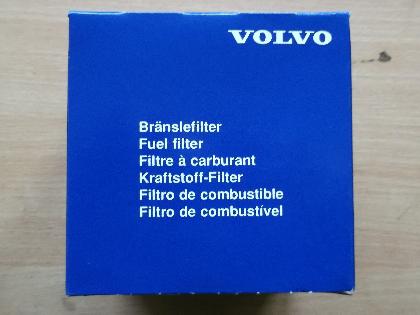 VOLVO
Bränslefilter
Fuel filter
Filtre à carburant
Kraftstoff-Filter
Filtro de combustible
Filtro de combustível